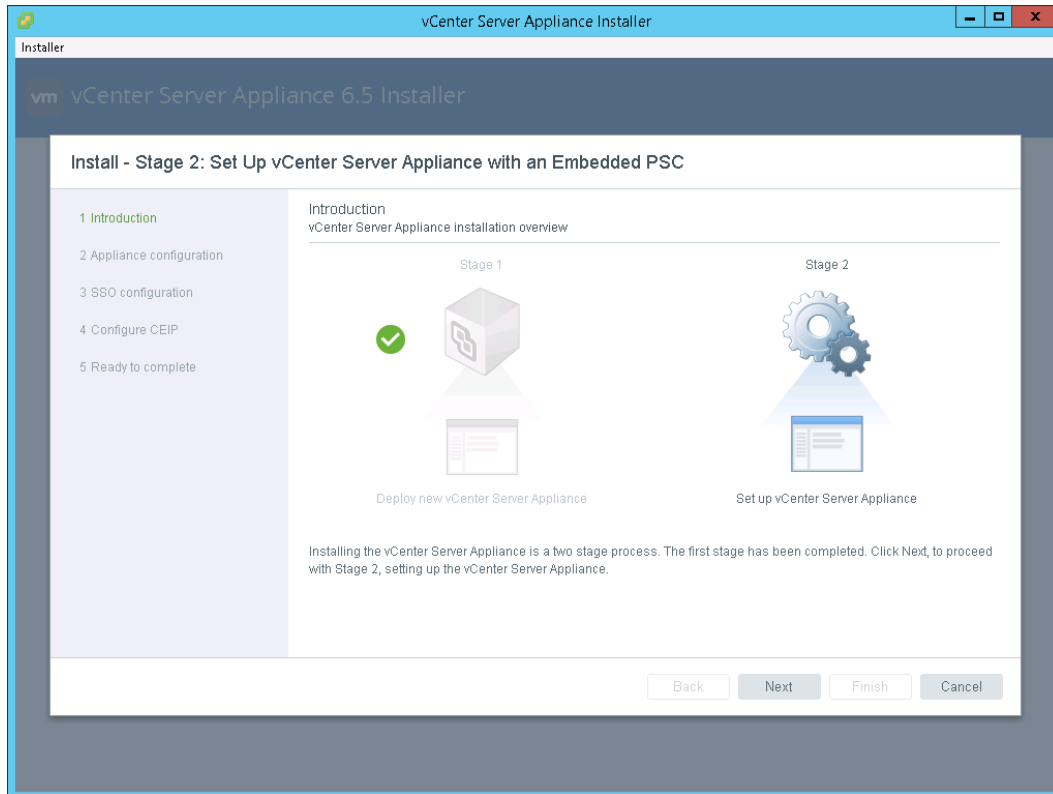 vCenter Server Appliance Installer
Installer
vm vCenter Server Appliance 6.5 Installer
Install - Stage 2: Set Up vCenter Server Appliance with an Embedded PSC
1 Introduction
2 Appliance configuration
3 SSO configuration
4 Configure CEIP
5 Ready to complete
Introduction
vCenter Server Appliance installation overview
Stage 1
Stage 2
Deploy new vCenter Server Appliance
Set up vCenter Server Appliance
Installing the vCenter Server Appliance is a two stage process. The first stage has been completed. Click Next, to proceed
with Stage 2, setting up the vCenter Server Appliance.
Back
Next
Finish
Cancel